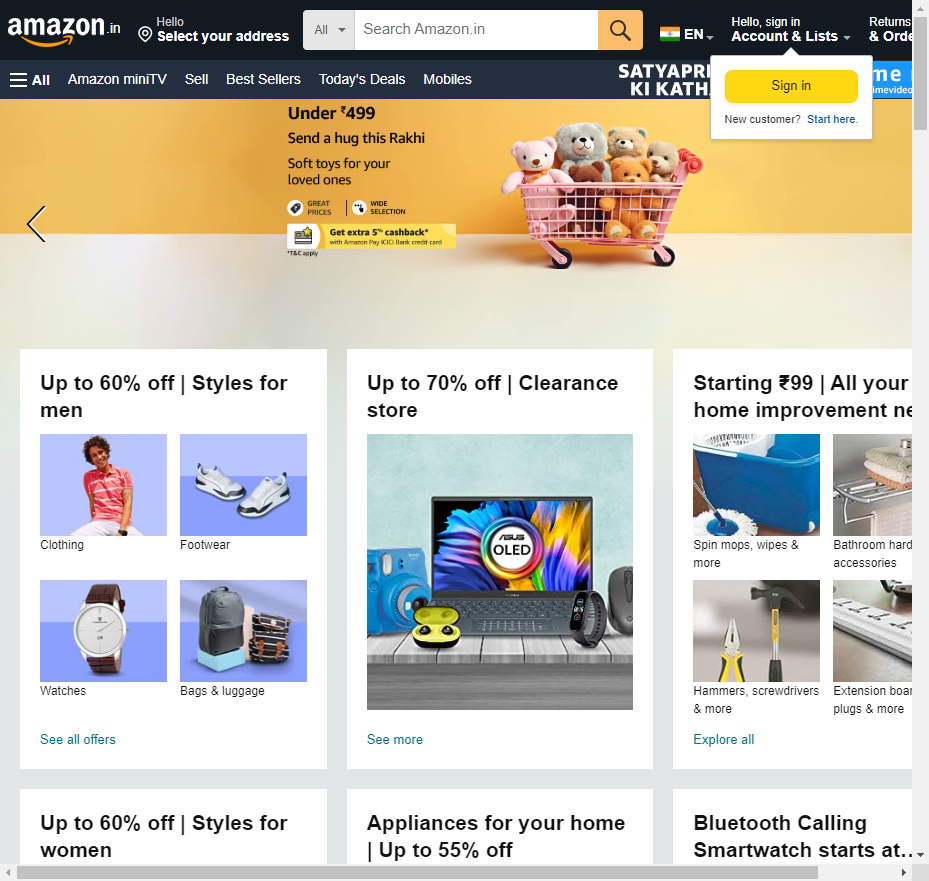 amazon.in
Hello
Select your address
All
Search Amazon.in
EN
Hello, sign in
Account & Lists
Returns
& Orde
All
Amazon miniTV
Sell
Best Sellers
Today's Deals
Mobiles
SATYAPRI
KI KATH
me
imevideo
Sign in
New customer? Start here.
Under ₹499
Send a hug this Rakhi
Soft toys for your
loved ones
GREAT
PRICES
WIDE
SELECTION
Get extra 5%* cashback*
with Amazon Pay ICICI Bank credit card
*T&C apply
Up to 60% off | Styles for
men
Clothing
Footwear
Watches
Bags & luggage
See all offers
Up to 70% off | Clearance
store
ASUS
OLED
See more
Starting ₹99 | All your
home improvement ne
Spin mops, wipes &
more
Bathroom hard
accessories
Hammers, screwdrivers
& more
Extension boar
plugs & more
Explore all
Up to 60% off | Styles for
women
Appliances for your home
| Up to 55% off
Bluetooth Calling
Smartwatch starts at...